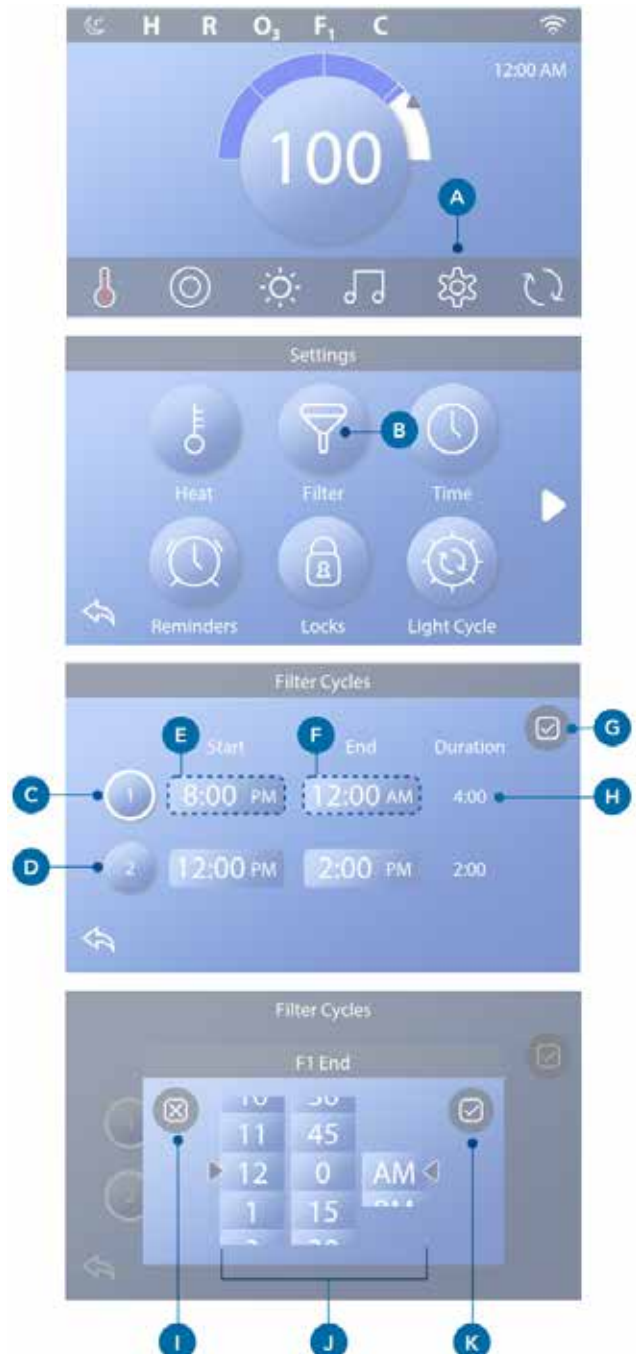 H R O₃ F₁ C
12:00 AM
100
A
Settings
B
Heat Filter Time
Reminders Locks Light Cycle
Filter Cycles
G
E Start F End Duration
C 1 8:00 PM 12:00 AM 4:00 H
D 2 12:00 PM 2:00 PM 2:00
Filter Cycles
F1 End
11 45
12 0 AM
1 15
I J K